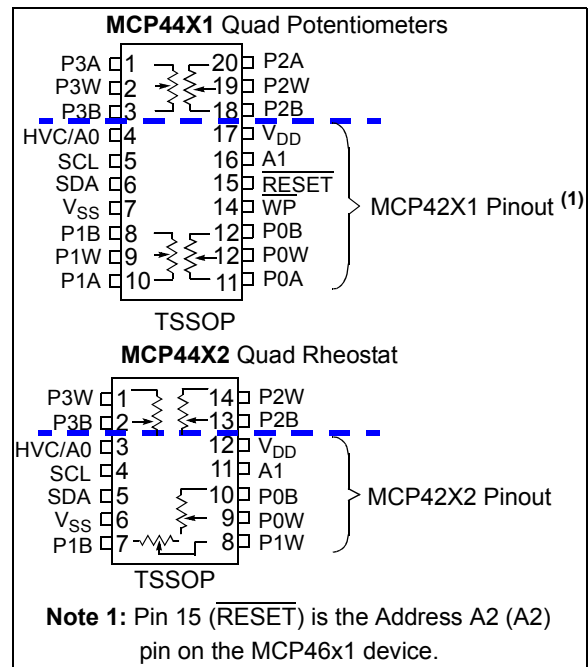 MCP44X1 Quad Potentiometers
P3A 1 20 P2A
P3W 2 19 P2W
P3B 3 18 P2B
HVC/A0 4 17 VDD
SCL 5 16 A1
SDA 6 15 RESET
VSS 7 14 WP
P1B 8 12 P0B
P1W 9 12 P0W
P1A 10 11 P0A
MCP42X1 Pinout (1)
TSSOP
MCP44X2 Quad Rheostat
P3W 1 14 P2W
P3B 2 13 P2B
HVC/A0 3 12 VDD
SCL 4 11 A1
SDA 5 10 P0B
VSS 6 9 P0W
P1B 7 8 P1W
MCP42X2 Pinout
TSSOP
Note 1: Pin 15 (RESET) is the Address A2 (A2)
pin on the MCP46x1 device.